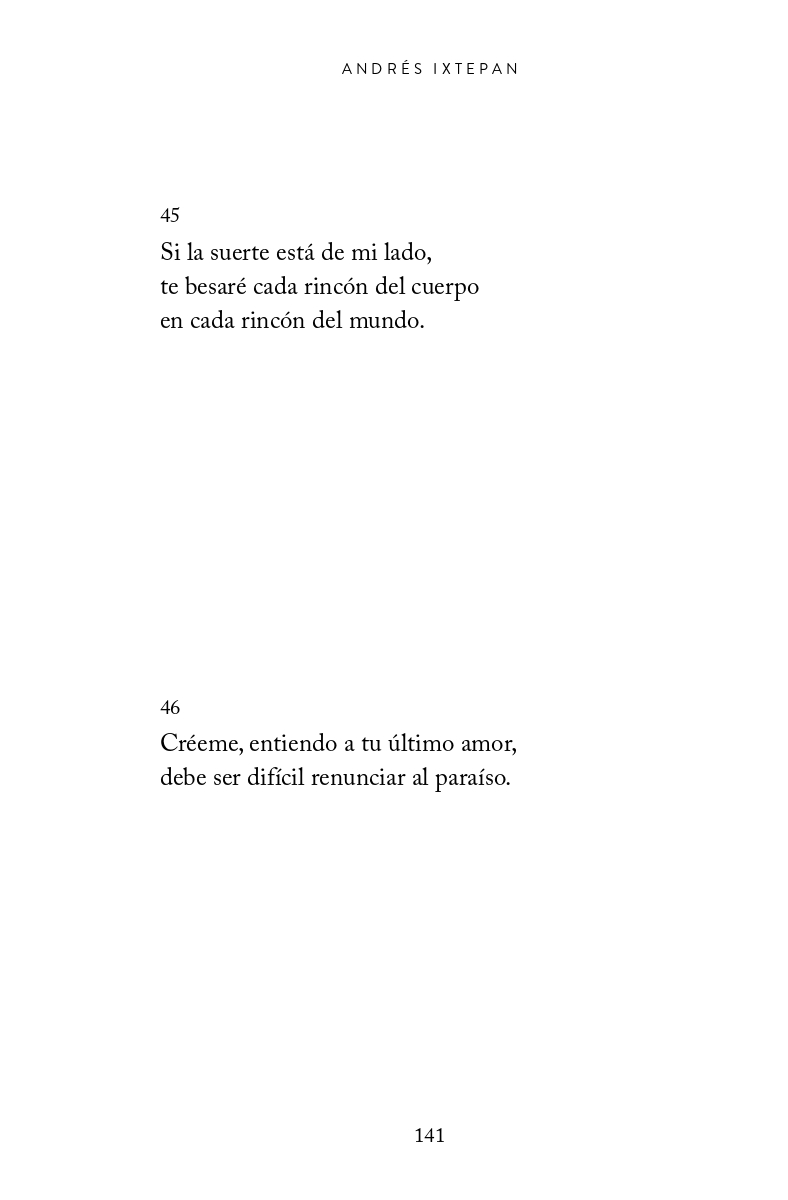 ANDRÉS IXTEPAN
45
Si la suerte está de mi lado,
te besaré cada rincón del cuerpo
en cada rincón del mundo.
46
Créeme, entiendo a tu último amor,
debe ser difícil renunciar al paraíso.
141